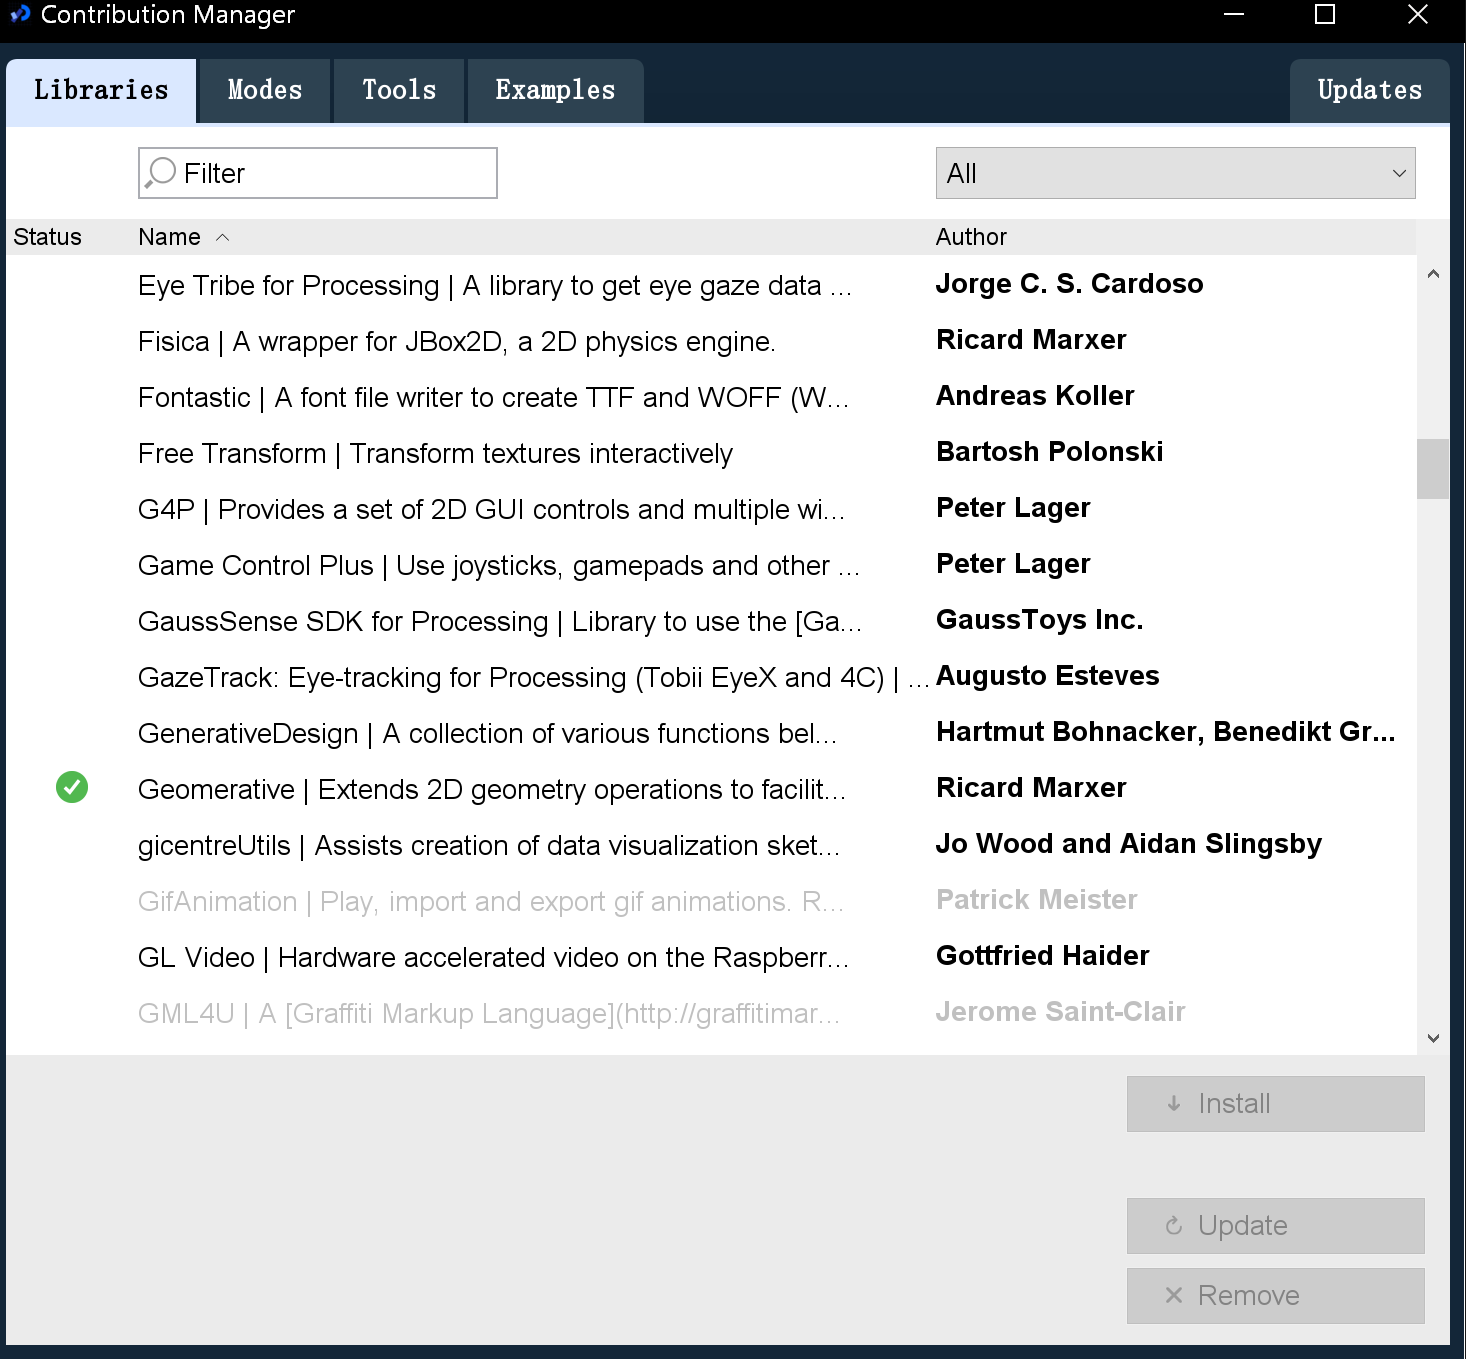 Contribution Manager
Libraries Modes Tools Examples Updates
Filter All
Status Name Author
Eye Tribe for Processing | A library to get eye gaze data ... Jorge C. S. Cardoso
Fisica | A wrapper for JBox2D, a 2D physics engine. Ricard Marxer
Fontastic | A font file writer to create TTF and WOFF (W... Andreas Koller
Free Transform | Transform textures interactively Bartosh Polonski
G4P | Provides a set of 2D GUI controls and multiple wi... Peter Lager
Game Control Plus | Use joysticks, gamepads and other ... Peter Lager
GaussSense SDK for Processing | Library to use the [Ga... GaussToys Inc.
GazeTrack: Eye-tracking for Processing (Tobii EyeX and 4C) | ... Augusto Esteves
GenerativeDesign | A collection of various functions bel... Hartmut Bohnacker, Benedikt Gr...
Geomerative | Extends 2D geometry operations to facilit... Ricard Marxer
gicentreUtils | Assists creation of data visualization sket... Jo Wood and Aidan Slingsby
GifAnimation | Play, import and export gif animations. R... Patrick Meister
GL Video | Hardware accelerated video on the Raspberr... Gottfried Haider
GML4U | A [Graffiti Markup Language](http://graffitimar... Jerome Saint-Clair
Install
Update
Remove